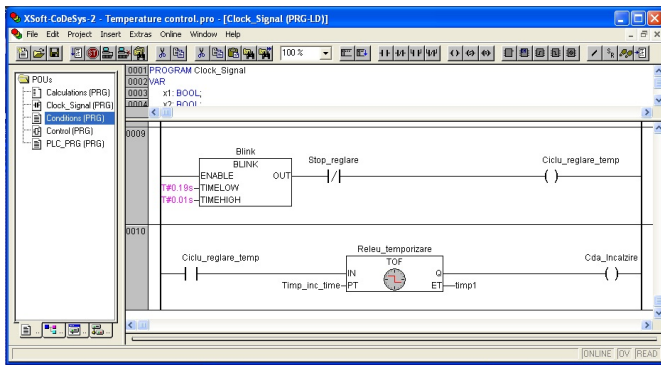 XSoft-CoDeSys-2 - Temperature control.pro - [Clock_Signal (PRG-LD)]
File Edit Project Insert Extras Online Window Help
100 %
POUs
Calculations (PRG)
Clock_Signal (PRG)
Conditions (PRG)
Control (PRG)
PLC_PRG (PRG)
0001 PROGRAM Clock_Signal
0002 VAR
0003 x1: BOOL;
0004 x2: BOOL;
0009
Blink
BLINK
Stop_reglare
Ciclu_reglare_temp
ENABLE OUT
T#0.19s TIMELOW
T#0.01s TIMEHIGH
0010
Releu_temporizare
Ciclu_reglare_temp
TOF
Cda_Incalzire
IN Q
Timp_inc_time PT ET timp1
ONLINE OV READ